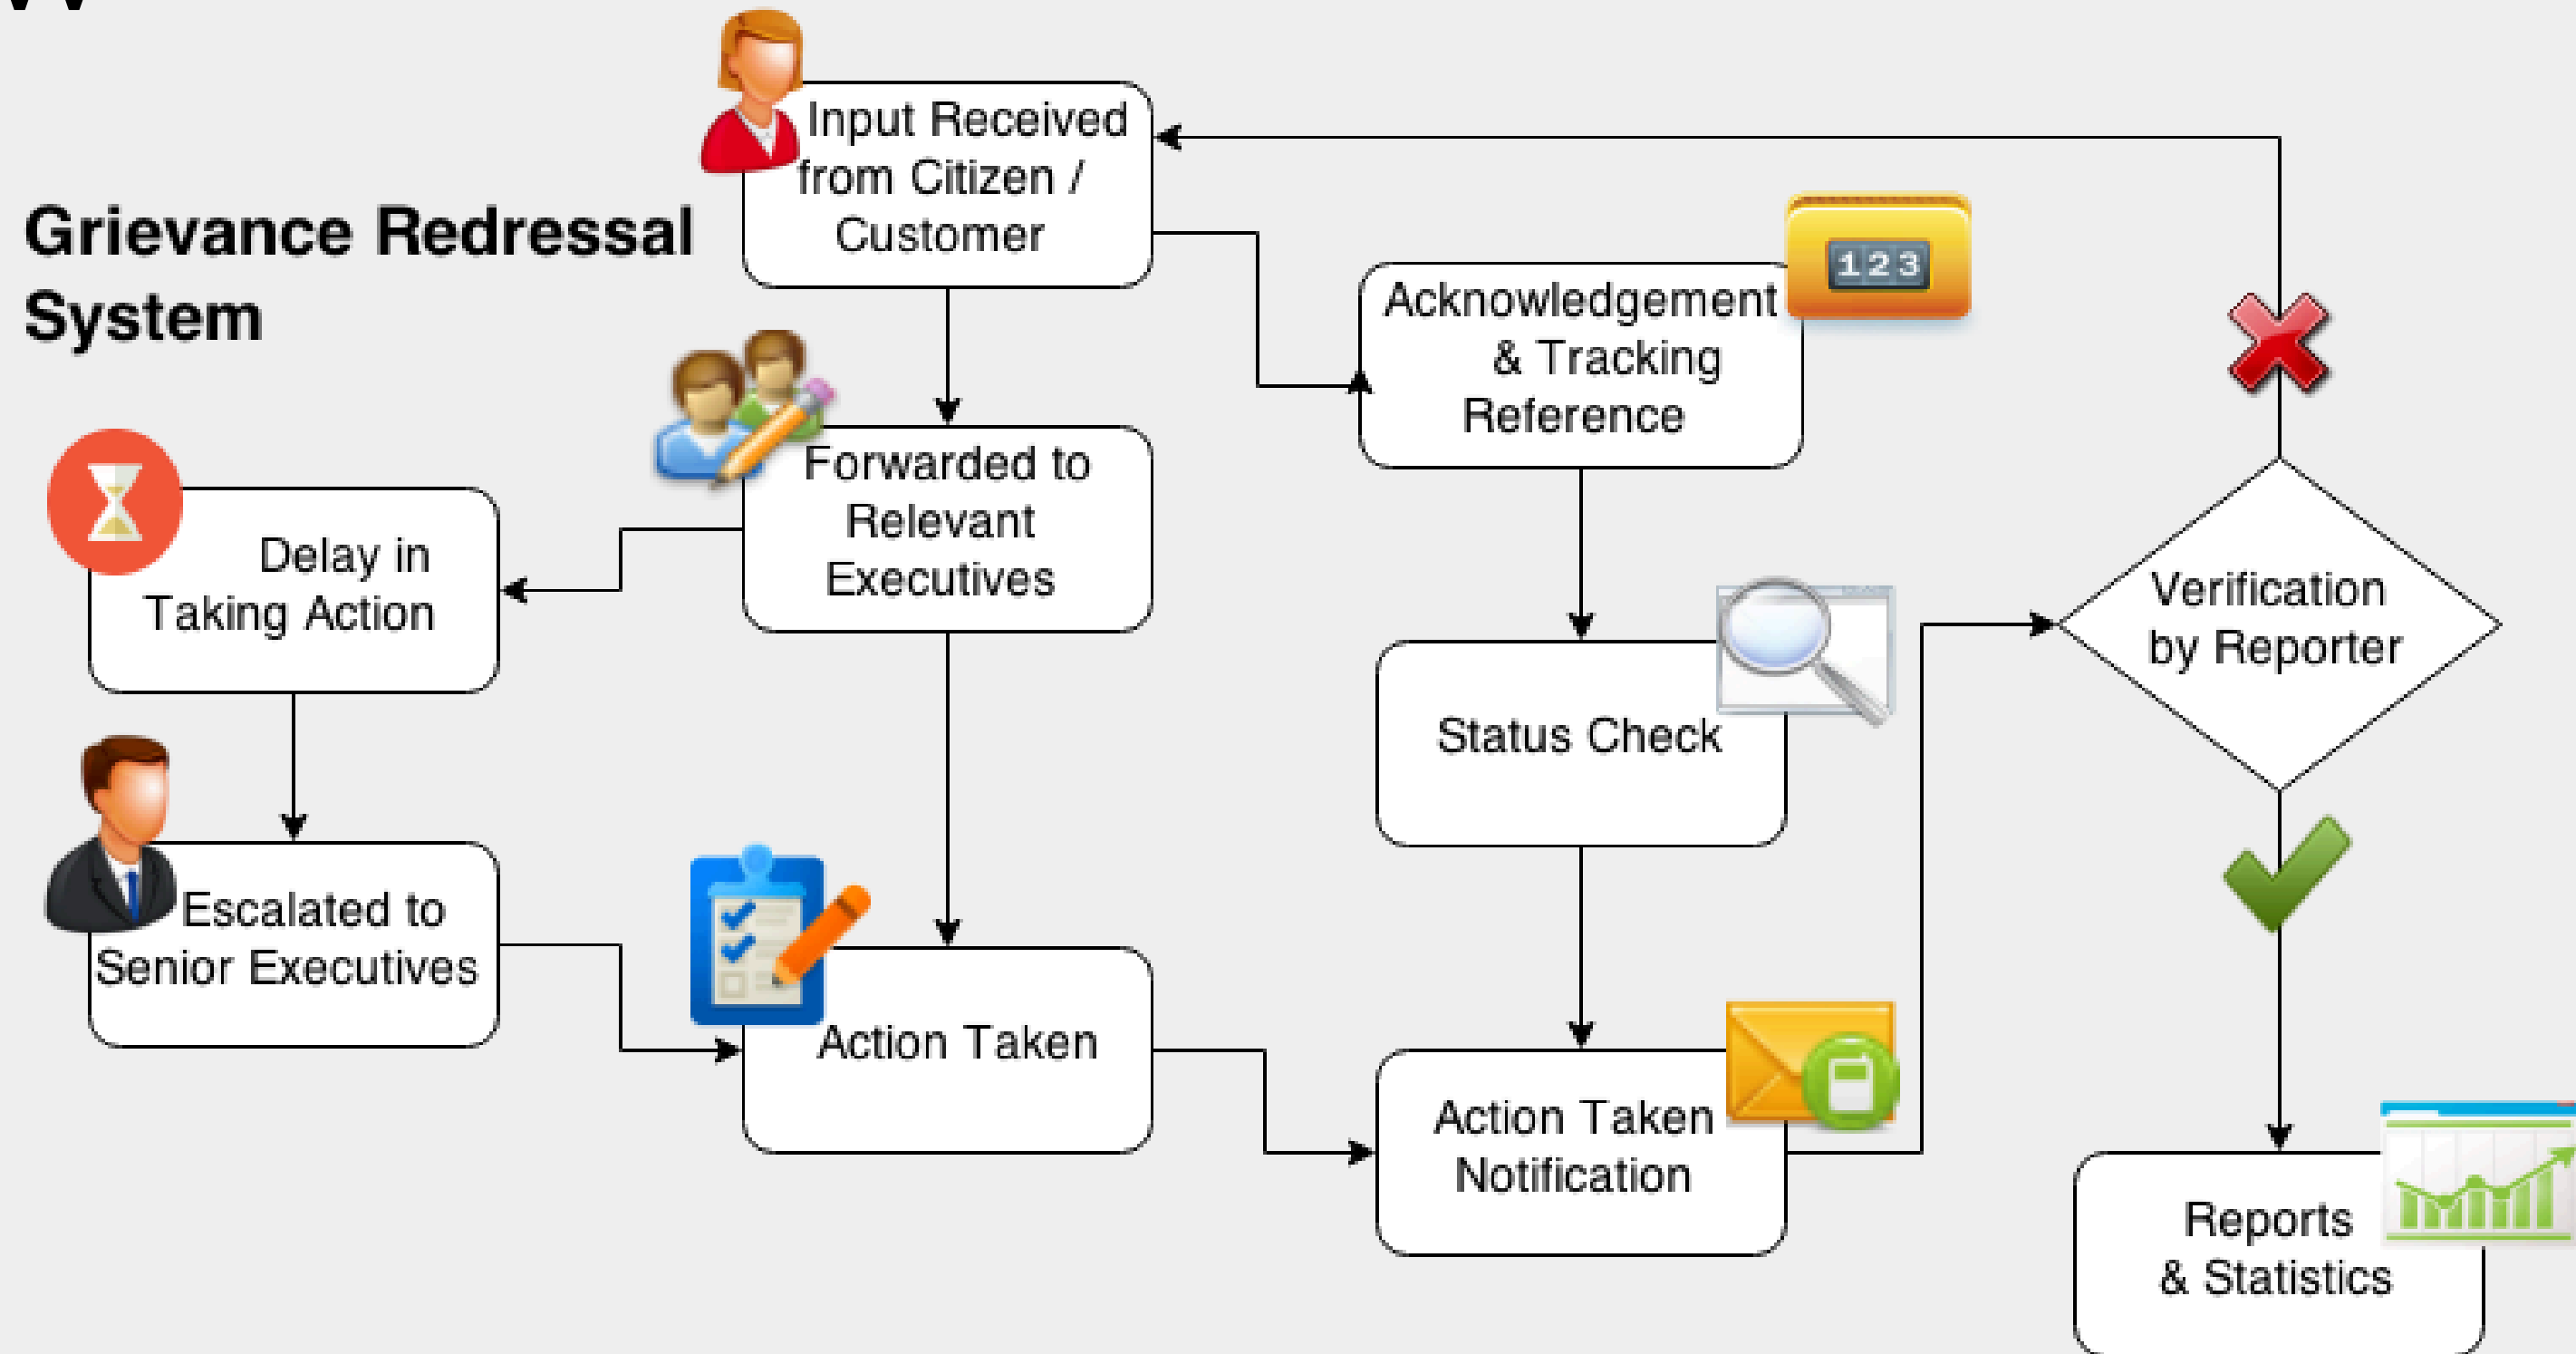 Grievance Redressal
System
Input Received
from Citizen /
Customer
Acknowledgement
& Tracking
Reference
123
Forwarded to
Relevant
Executives
Delay in
Taking Action
Verification
by Reporter
Status Check
Escalated to
Senior Executives
Action Taken
Action Taken
Notification
Reports
& Statistics